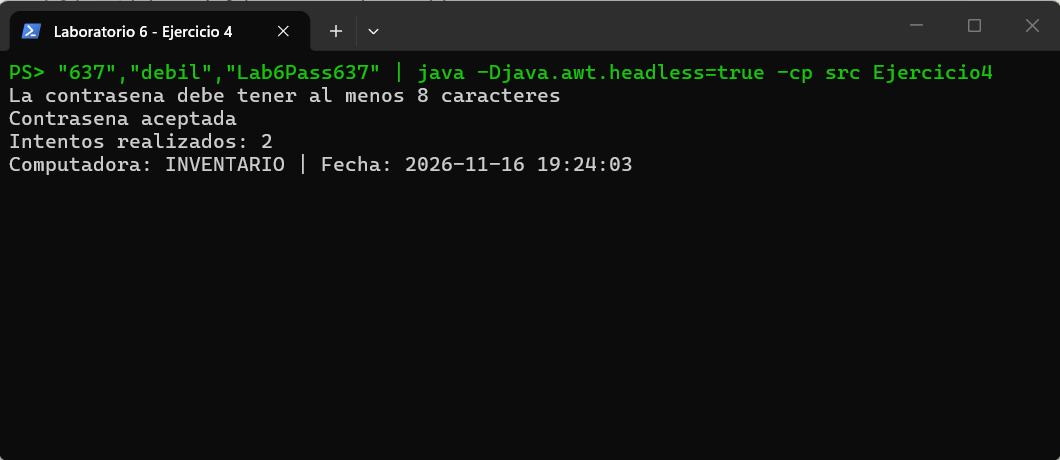 Laboratorio 6 - Ejercicio 4
PS> "637","debil","Lab6Pass637" | java -Djava.awt.headless=true -cp src Ejercicio4
La contrasena debe tener al menos 8 caracteres
Contrasena aceptada
Intentos realizados: 2
Computadora: INVENTARIO | Fecha: 2026-11-16 19:24:03